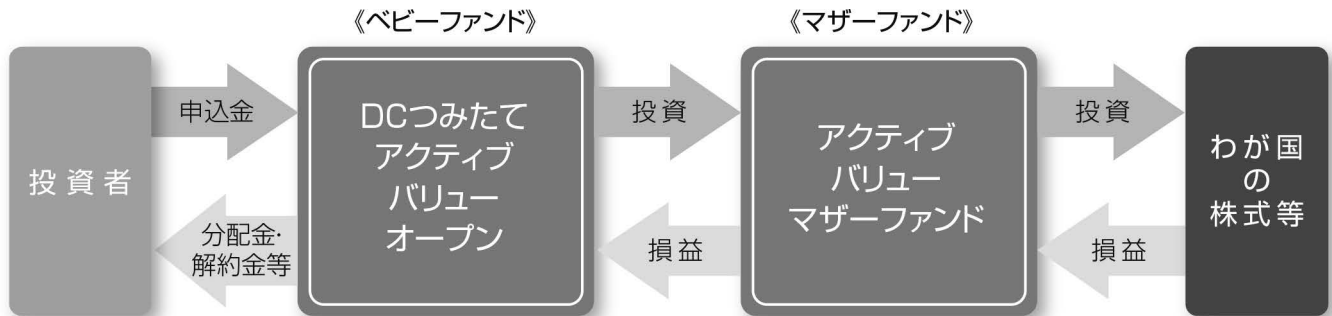 《ベビーファンド》
《マザーファンド》
投資者
申込金
分配金・
解約金等
DCつみたて
アクティブ
バリュー
オープン
投資
損益
アクティブ
バリュー
マザーファンド
投資
損益
わが国
の
株式等